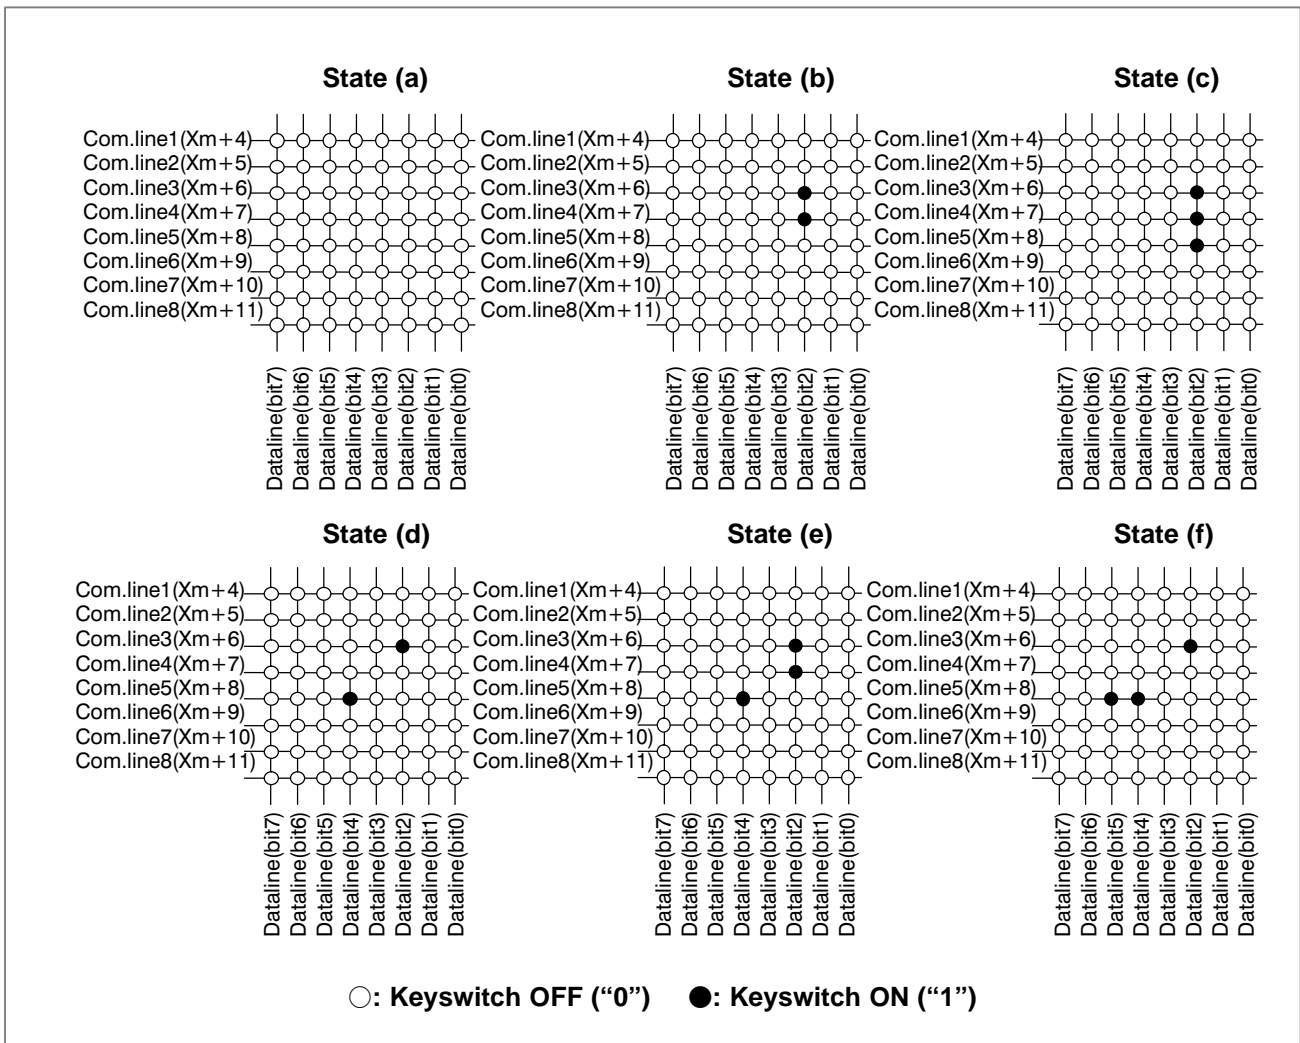 State (a)
Com.line1(Xm+4)
Com.line2(Xm+5)
Com.line3(Xm+6)
Com.line4(Xm+7)
Com.line5(Xm+8)
Com.line6(Xm+9)
Com.line7(Xm+10)
Com.line8(Xm+11)
Dataline(bit7)
Dataline(bit6)
Dataline(bit5)
Dataline(bit4)
Dataline(bit3)
Dataline(bit2)
Dataline(bit1)
Dataline(bit0)
State (b)
Com.line1(Xm+4)
Com.line2(Xm+5)
Com.line3(Xm+6)
Com.line4(Xm+7)
Com.line5(Xm+8)
Com.line6(Xm+9)
Com.line7(Xm+10)
Com.line8(Xm+11)
Dataline(bit7)
Dataline(bit6)
Dataline(bit5)
Dataline(bit4)
Dataline(bit3)
Dataline(bit2)
Dataline(bit1)
Dataline(bit0)
State (c)
Com.line1(Xm+4)
Com.line2(Xm+5)
Com.line3(Xm+6)
Com.line4(Xm+7)
Com.line5(Xm+8)
Com.line6(Xm+9)
Com.line7(Xm+10)
Com.line8(Xm+11)
Dataline(bit7)
Dataline(bit6)
Dataline(bit5)
Dataline(bit4)
Dataline(bit3)
Dataline(bit2)
Dataline(bit1)
Dataline(bit0)
State (d)
Com.line1(Xm+4)
Com.line2(Xm+5)
Com.line3(Xm+6)
Com.line4(Xm+7)
Com.line5(Xm+8)
Com.line6(Xm+9)
Com.line7(Xm+10)
Com.line8(Xm+11)
Dataline(bit7)
Dataline(bit6)
Dataline(bit5)
Dataline(bit4)
Dataline(bit3)
Dataline(bit2)
Dataline(bit1)
Dataline(bit0)
State (e)
Com.line1(Xm+4)
Com.line2(Xm+5)
Com.line3(Xm+6)
Com.line4(Xm+7)
Com.line5(Xm+8)
Com.line6(Xm+9)
Com.line7(Xm+10)
Com.line8(Xm+11)
Dataline(bit7)
Dataline(bit6)
Dataline(bit5)
Dataline(bit4)
Dataline(bit3)
Dataline(bit2)
Dataline(bit1)
Dataline(bit0)
State (f)
Com.line1(Xm+4)
Com.line2(Xm+5)
Com.line3(Xm+6)
Com.line4(Xm+7)
Com.line5(Xm+8)
Com.line6(Xm+9)
Com.line7(Xm+10)
Com.line8(Xm+11)
Dataline(bit7)
Dataline(bit6)
Dataline(bit5)
Dataline(bit4)
Dataline(bit3)
Dataline(bit2)
Dataline(bit1)
Dataline(bit0)
○: Keyswitch OFF (“0”) ●: Keyswitch ON (“1”)